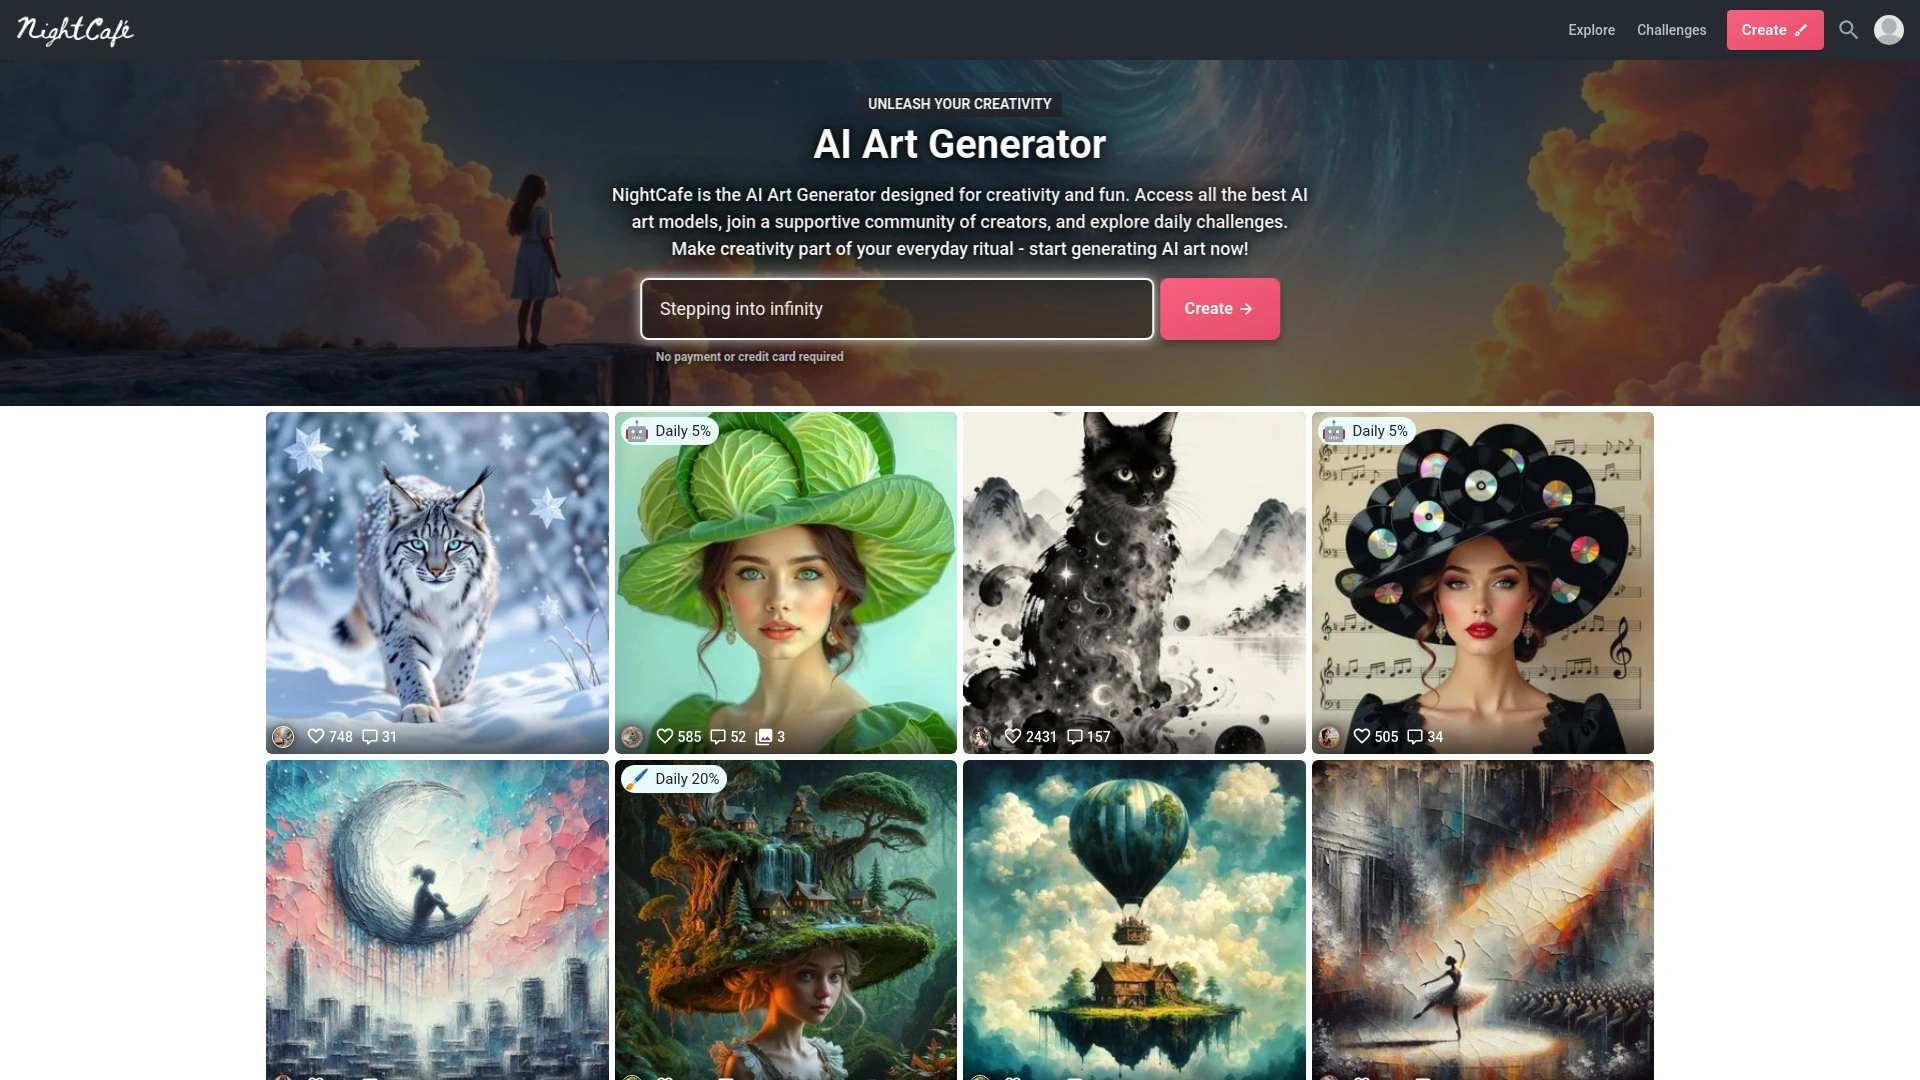 NightCafé
Explore
Challenges
Create
UNLEASH YOUR CREATIVITY
AI Art Generator
NightCafe is the AI Art Generator designed for creativity and fun. Access all the best AI
art models, join a supportive community of creators, and explore daily challenges.
Make creativity part of your everyday ritual - start generating AI art now!
Stepping into infinity
Create
No payment or credit card required
Daily 5%
Daily 5%
748 31
585 52 3
2431 157
505 34
Daily 20%